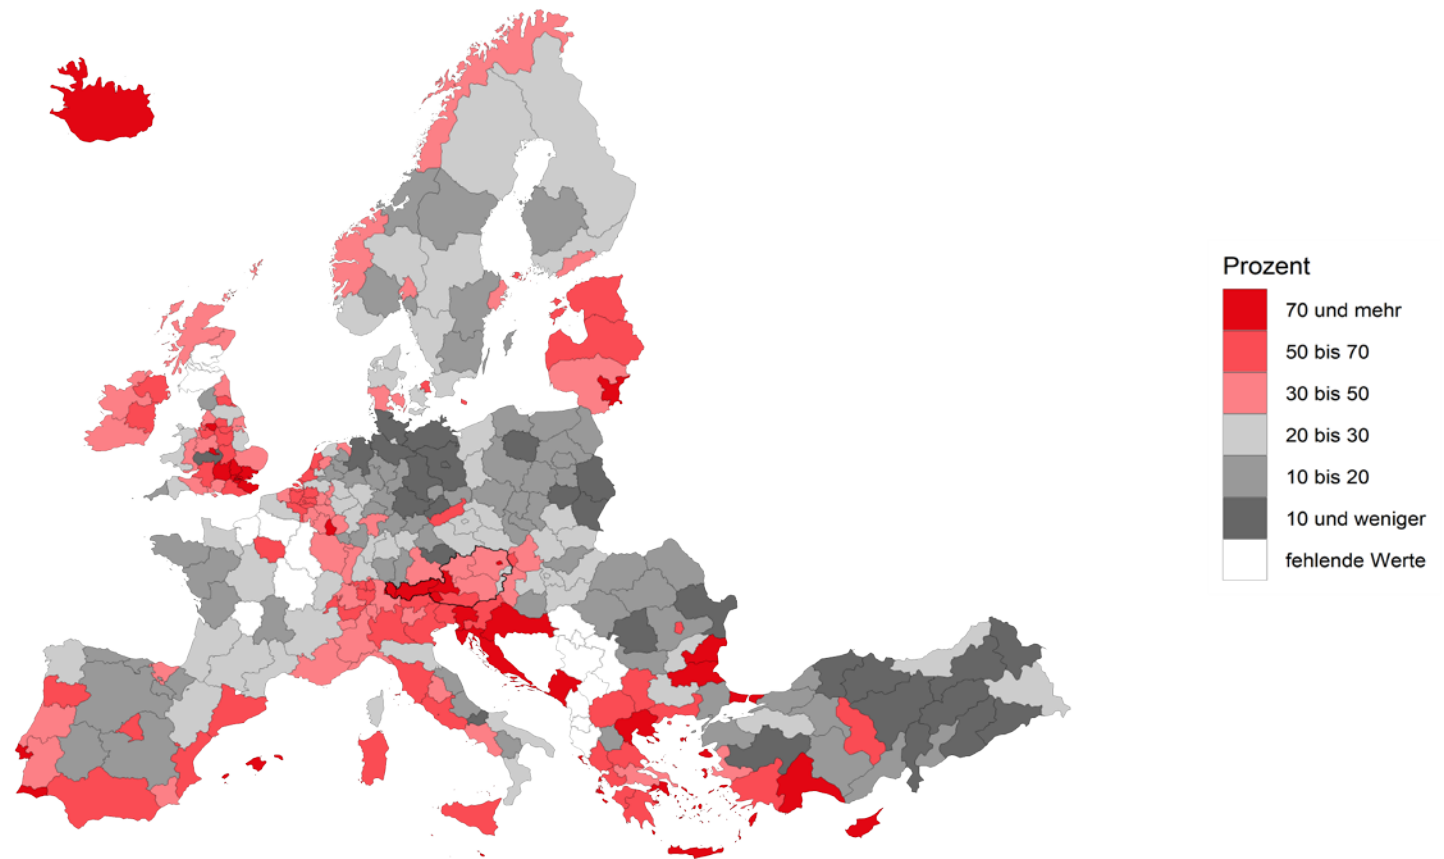 Prozent
70 und mehr
50 bis 70
30 bis 50
20 bis 30
10 bis 20
10 und weniger
fehlende Werte